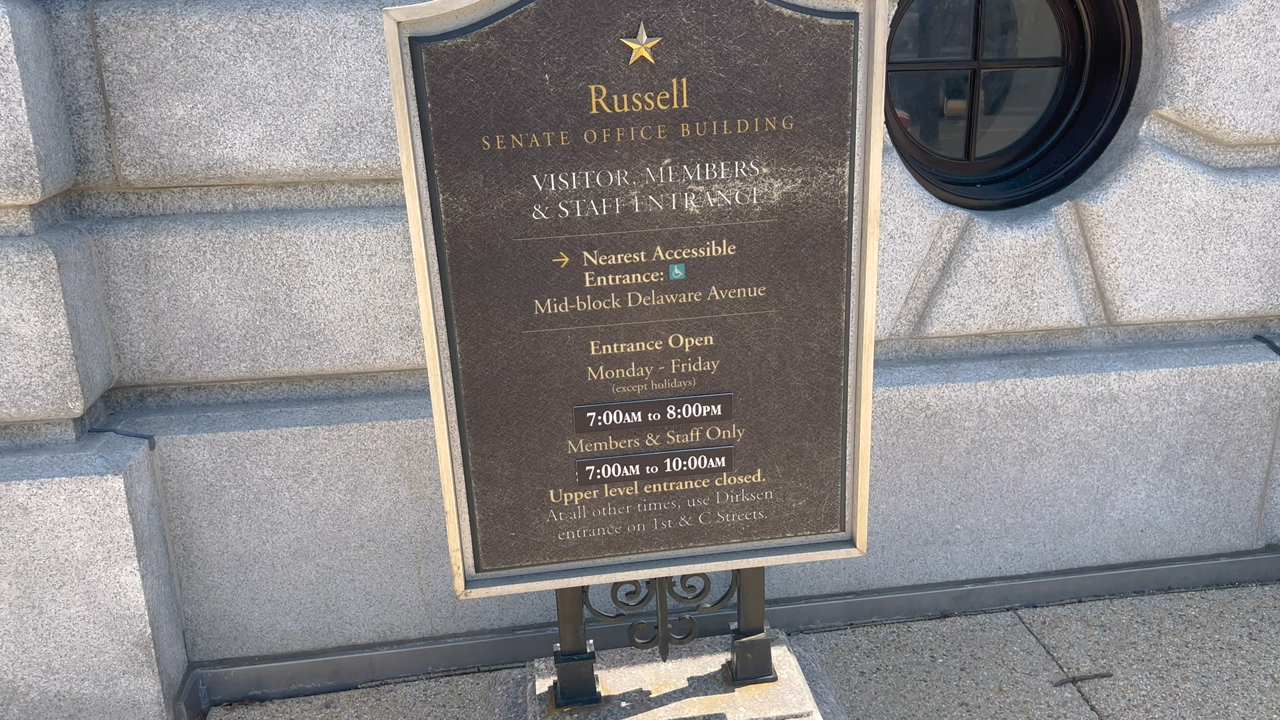 Russell
SENATE OFFICE BUILDING
VISITOR, MEMBERS
& STAFF ENTRANCE
→ Nearest Accessible
Entrance:
Mid-block Delaware Avenue
Entrance Open
Monday - Friday
(except holidays)
7:00AM to 8:00PM
Members & Staff Only
7:00AM to 10:00AM
Upper level entrance closed.
At all other times, use Dirksen
entrance on 1st & C Streets.